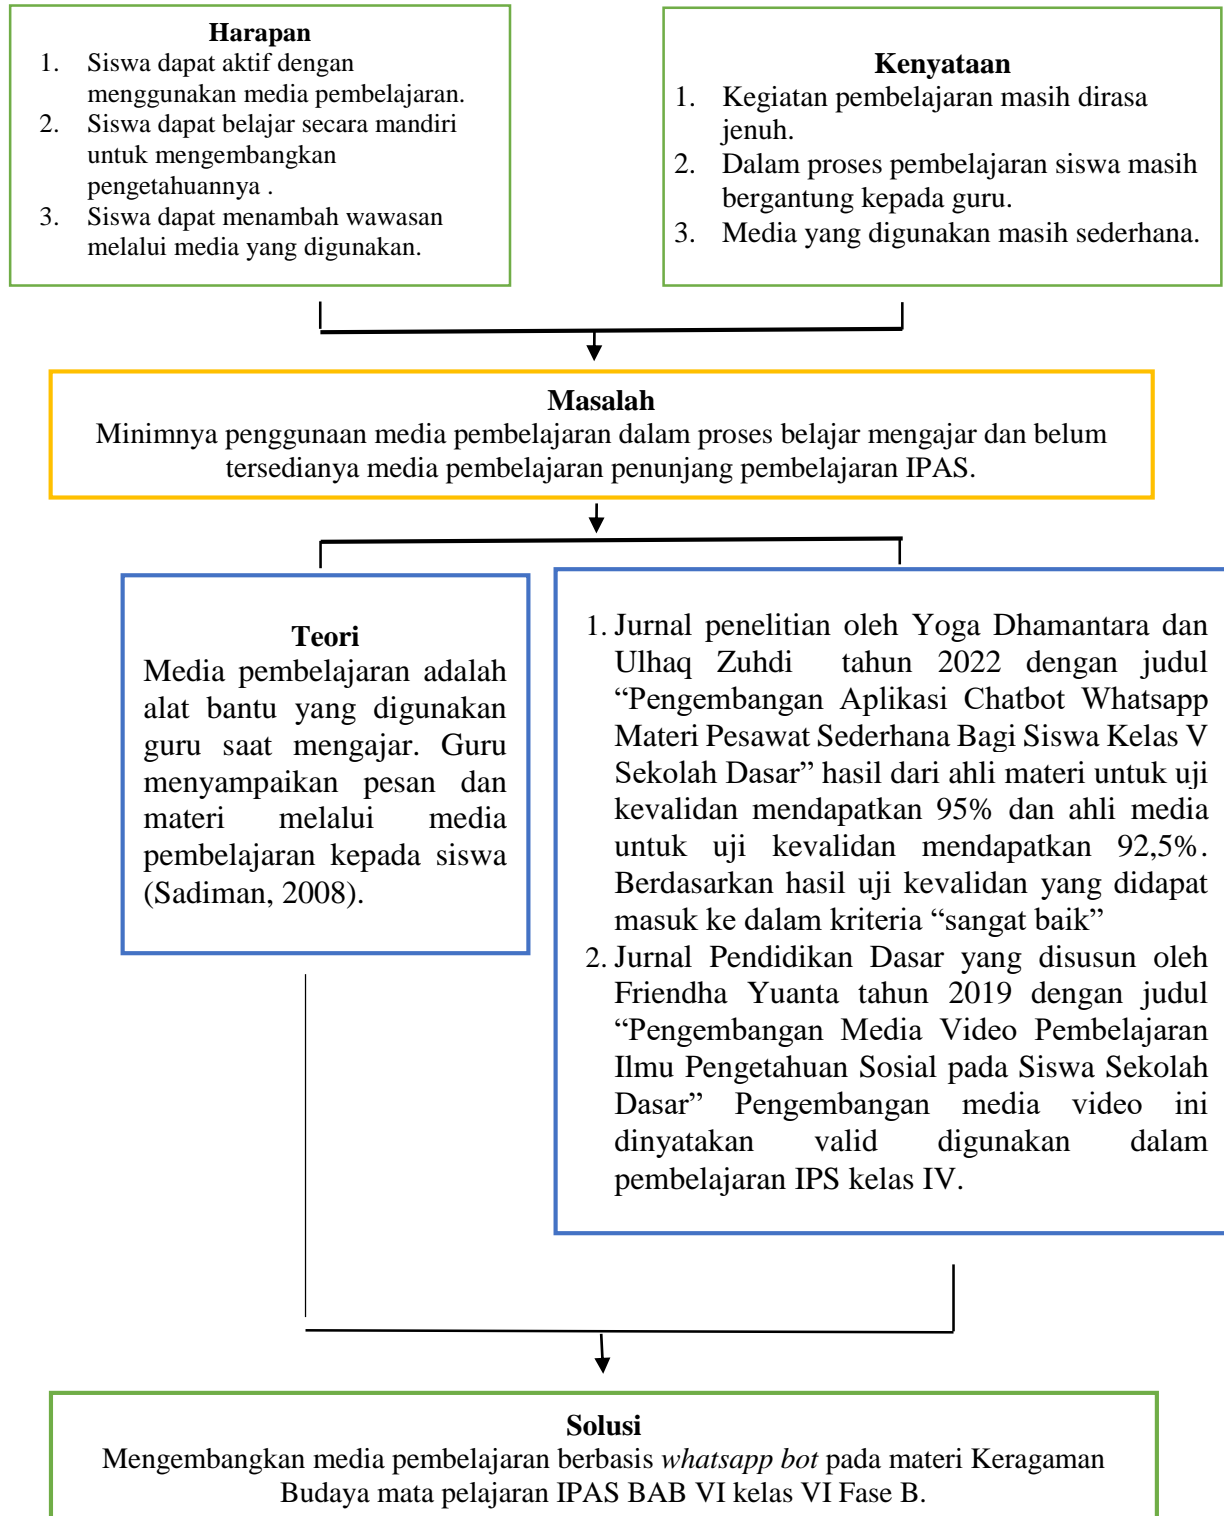 Harapan
1. Siswa dapat aktif dengan
menggunakan media pembelajaran.
2. Siswa dapat belajar secara mandiri
untuk mengembangkan
pengetahuannya .
3. Siswa dapat menambah wawasan
melalui media yang digunakan.
Kenyataan
1. Kegiatan pembelajaran masih dirasa
jenuh.
2. Dalam proses pembelajaran siswa masih
bergantung kepada guru.
3. Media yang digunakan masih sederhana.
Masalah
Minimnya penggunaan media pembelajaran dalam proses belajar mengajar dan belum
tersedianya media pembelajaran penunjang pembelajaran IPAS.
Teori
Media pembelajaran adalah
alat bantu yang digunakan
guru saat mengajar. Guru
menyampaikan pesan dan
materi melalui media
pembelajaran kepada siswa
(Sadiman, 2008).
1. Jurnal penelitian oleh Yoga Dhamantara dan
Ulhaq Zuhdi tahun 2022 dengan judul
“Pengembangan Aplikasi Chatbot Whatsapp
Materi Pesawat Sederhana Bagi Siswa Kelas V
Sekolah Dasar” hasil dari ahli materi untuk uji
kevalidan mendapatkan 95% dan ahli media
untuk uji kevalidan mendapatkan 92,5%.
Berdasarkan hasil uji kevalidan yang didapat
masuk ke dalam kriteria “sangat baik”
2. Jurnal Pendidikan Dasar yang disusun oleh
Friendha Yuanta tahun 2019 dengan judul
“Pengembangan Media Video Pembelajaran
Ilmu Pengetahuan Sosial pada Siswa Sekolah
Dasar” Pengembangan media video ini
dinyatakan valid digunakan dalam
pembelajaran IPS kelas IV.
Solusi
Mengembangkan media pembelajaran berbasis whatsapp bot pada materi Keragaman
Budaya mata pelajaran IPAS BAB VI kelas VI Fase B.